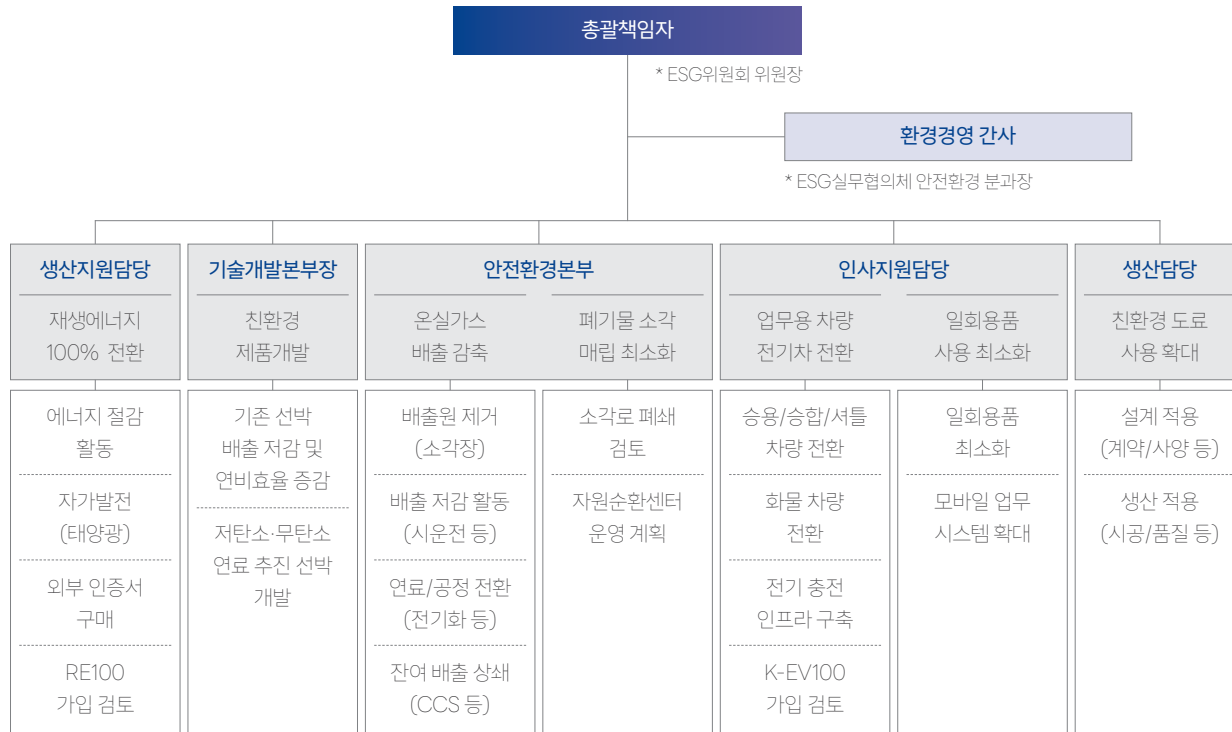 총괄책임자
* ESG위원회 위원장
환경경영 간사
* ESG실무협의체 안전환경 분과장
생산지원담당
재생에너지
100% 전환
에너지 절감
활동
자가발전
(태양광)
외부 인증서
구매
RE100
가입 검토
기술개발본부장
친환경
제품개발
기존 선박
배출 저감 및
연비효율 증감
저탄소·무탄소
연료 추진 선박
개발
안전환경본부
온실가스
배출 감축
배출원 제거
(소각장)
배출 저감 활동
(시운전 등)
연료/공정 전환
(전기화 등)
잔여 배출 상쇄
(CCS 등)
폐기물 소각
매립 최소화
소각로 폐쇄
검토
자원순환센터
운영 계획
인사지원담당
업무용 차량
전기차 전환
승용/승합/셔틀
차량 전환
화물 차량
전환
전기 충전
인프라 구축
K-EV100
가입 검토
일회용품
사용 최소화
일회용품
최소화
모바일 업무
시스템 확대
생산담당
친환경 도료
사용 확대
설계 적용
(계약/사양 등)
생산 적용
(시공/품질 등)